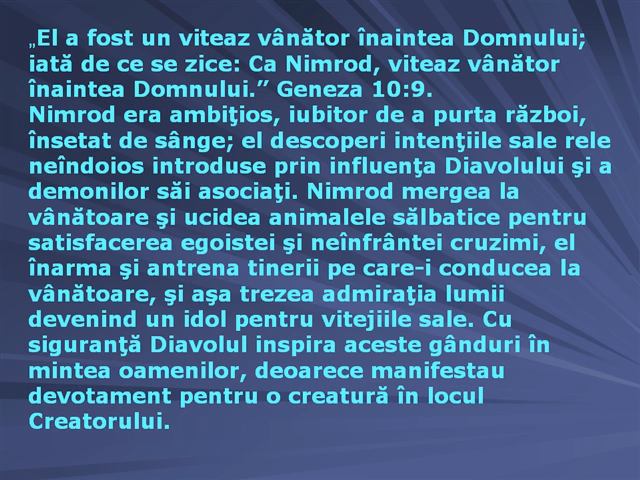 „El a fost un viteaz vânător înaintea Domnului;
iată de ce se zice: Ca Nimrod, viteaz vânător
înaintea Domnului.” Geneza 10:9.
Nimrod era ambiţios, iubitor de a purta război,
însetat de sânge; el descoperi intenţiile sale rele
neîndoios introduse prin influenţa Diavolului şi a
demonilor săi asociaţi. Nimrod mergea la
vânătoare şi ucidea animalele sălbatice pentru
satisfacerea egoistei şi neînfrântei cruzimi, el
înarma şi antrena tinerii pe care-i conducea la
vânătoare, şi aşa trezea admiraţia lumii
devenind un idol pentru vitejiile sale. Cu
siguranţă Diavolul inspira aceste gânduri în
mintea oamenilor, deoarece manifestau
devotament pentru o creatură în locul
Creatorului.